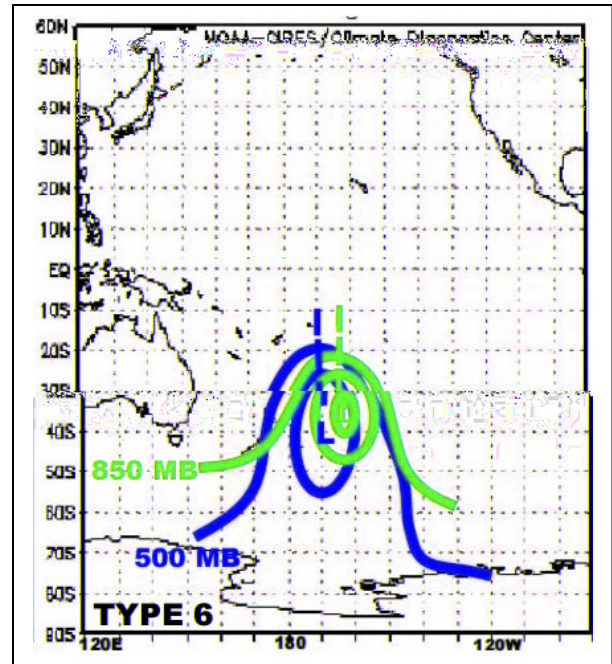 NOAA-CIRES/Climate Diagnostics Center
60N
50N
40N
30N
20N
10N
EQ
10S
20S
30S
40S
50S
60S
70S
80S
90S
L
850 MB
500 MB
TYPE 6
120E 180 120W